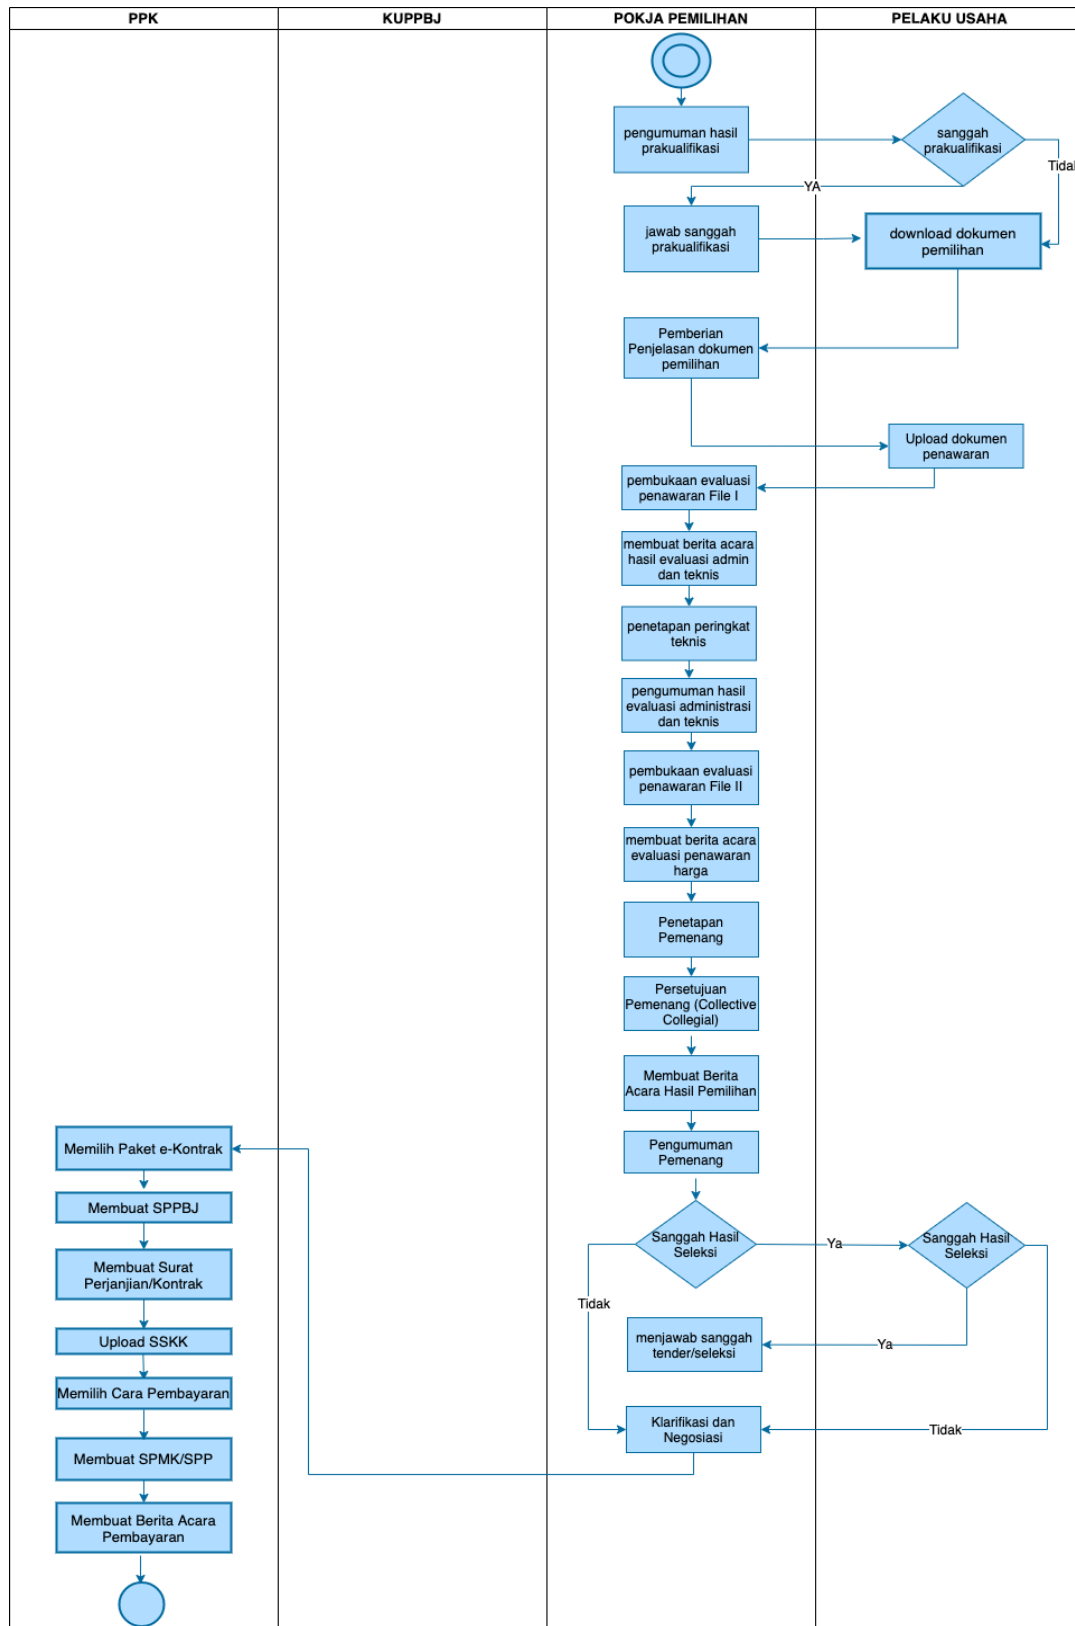 PPK
KUPPBJ
POKJA PEMILIHAN
PELAKU USAHA
pengumuman hasil
prakualifikasi
sanggah
prakualifikasi
Tidak
YA
jawab sanggah
prakualifikasi
download dokumen
pemilihan
Pemberian
Penjelasan dokumen
pemilihan
Upload dokumen
penawaran
pembukaan evaluasi
penawaran File I
membuat berita acara
hasil evaluasi admin
dan teknis
penetapan peringkat
teknis
pengumuman hasil
evaluasi administrasi
dan teknis
pembukaan evaluasi
penawaran File II
membuat berita acara
evaluasi penawaran
harga
Penetapan
Pemenang
Persetujuan
Pemenang (Collective
Collegial)
Membuat Berita
Acara Hasil Pemilihan
Pengumuman
Pemenang
Memilih Paket e-Kontrak
Membuat SPPBJ
Sanggah Hasil
Seleksi
Ya
Sanggah Hasil
Seleksi
Membuat Surat
Perjanjian/Kontrak
Tidak
Upload SSKK
menjawab sanggah
tender/seleksi
Ya
Memilih Cara Pembayaran
Klarifikasi dan
Negosiasi
Tidak
Membuat SPMK/SPP
Membuat Berita Acara
Pembayaran